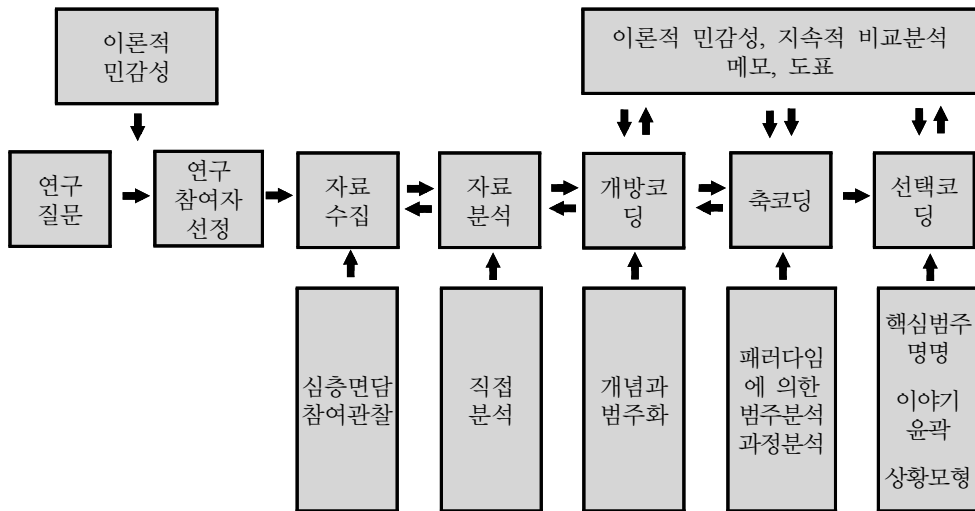 이론적
민감성
이론적 민감성, 지속적 비교분석
메모, 도표
연구
질문
연구
참여자
선정
자료
수집
자료
분석
개방코
딩
축코딩
선택코
딩
심층면담
참여관찰
직접
분석
개념과
범주화
패러다임
에 의한
범주분석
과정분석
핵심범주
명명
이야기
윤곽
상황모형